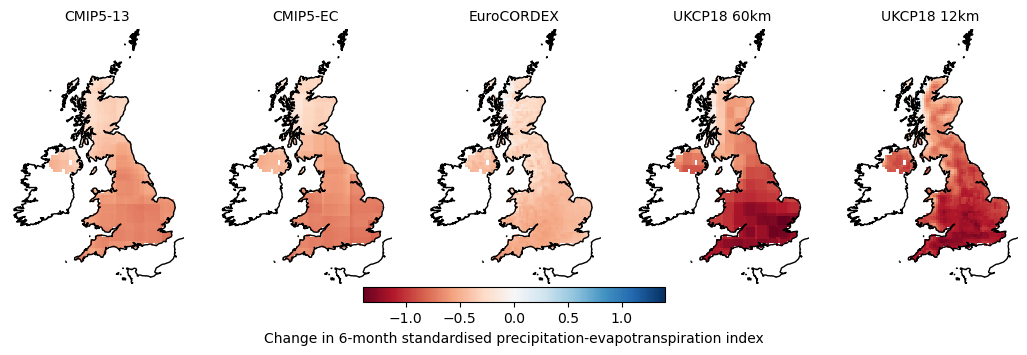 CMIP5-13
CMIP5-EC
EuroCORDEX
UKCP18 60km
UKCP18 12km
−1.0
−0.5
0.0
0.5
1.0
Change in 6-month standardised precipitation-evapotranspiration index